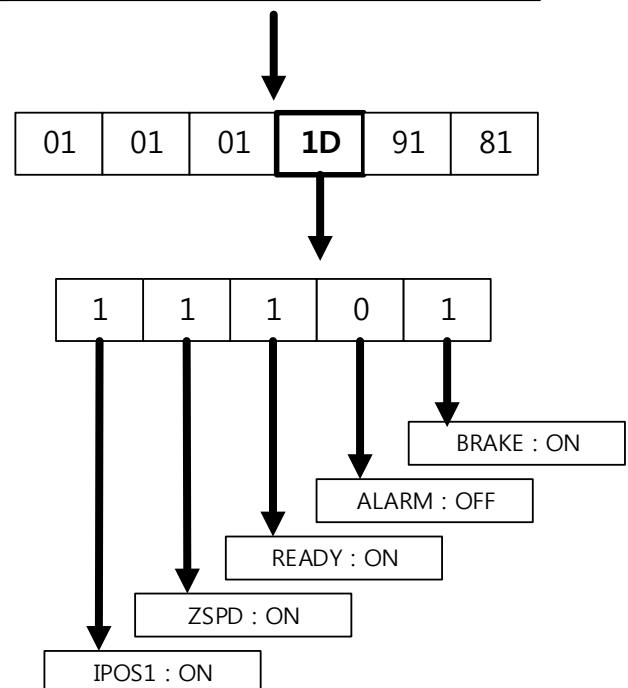 01 01 01 1D 91 81
1 1 1 0 1
BRAKE : ON
ALARM : OFF
READY : ON
ZSPD : ON
IPOS1 : ON